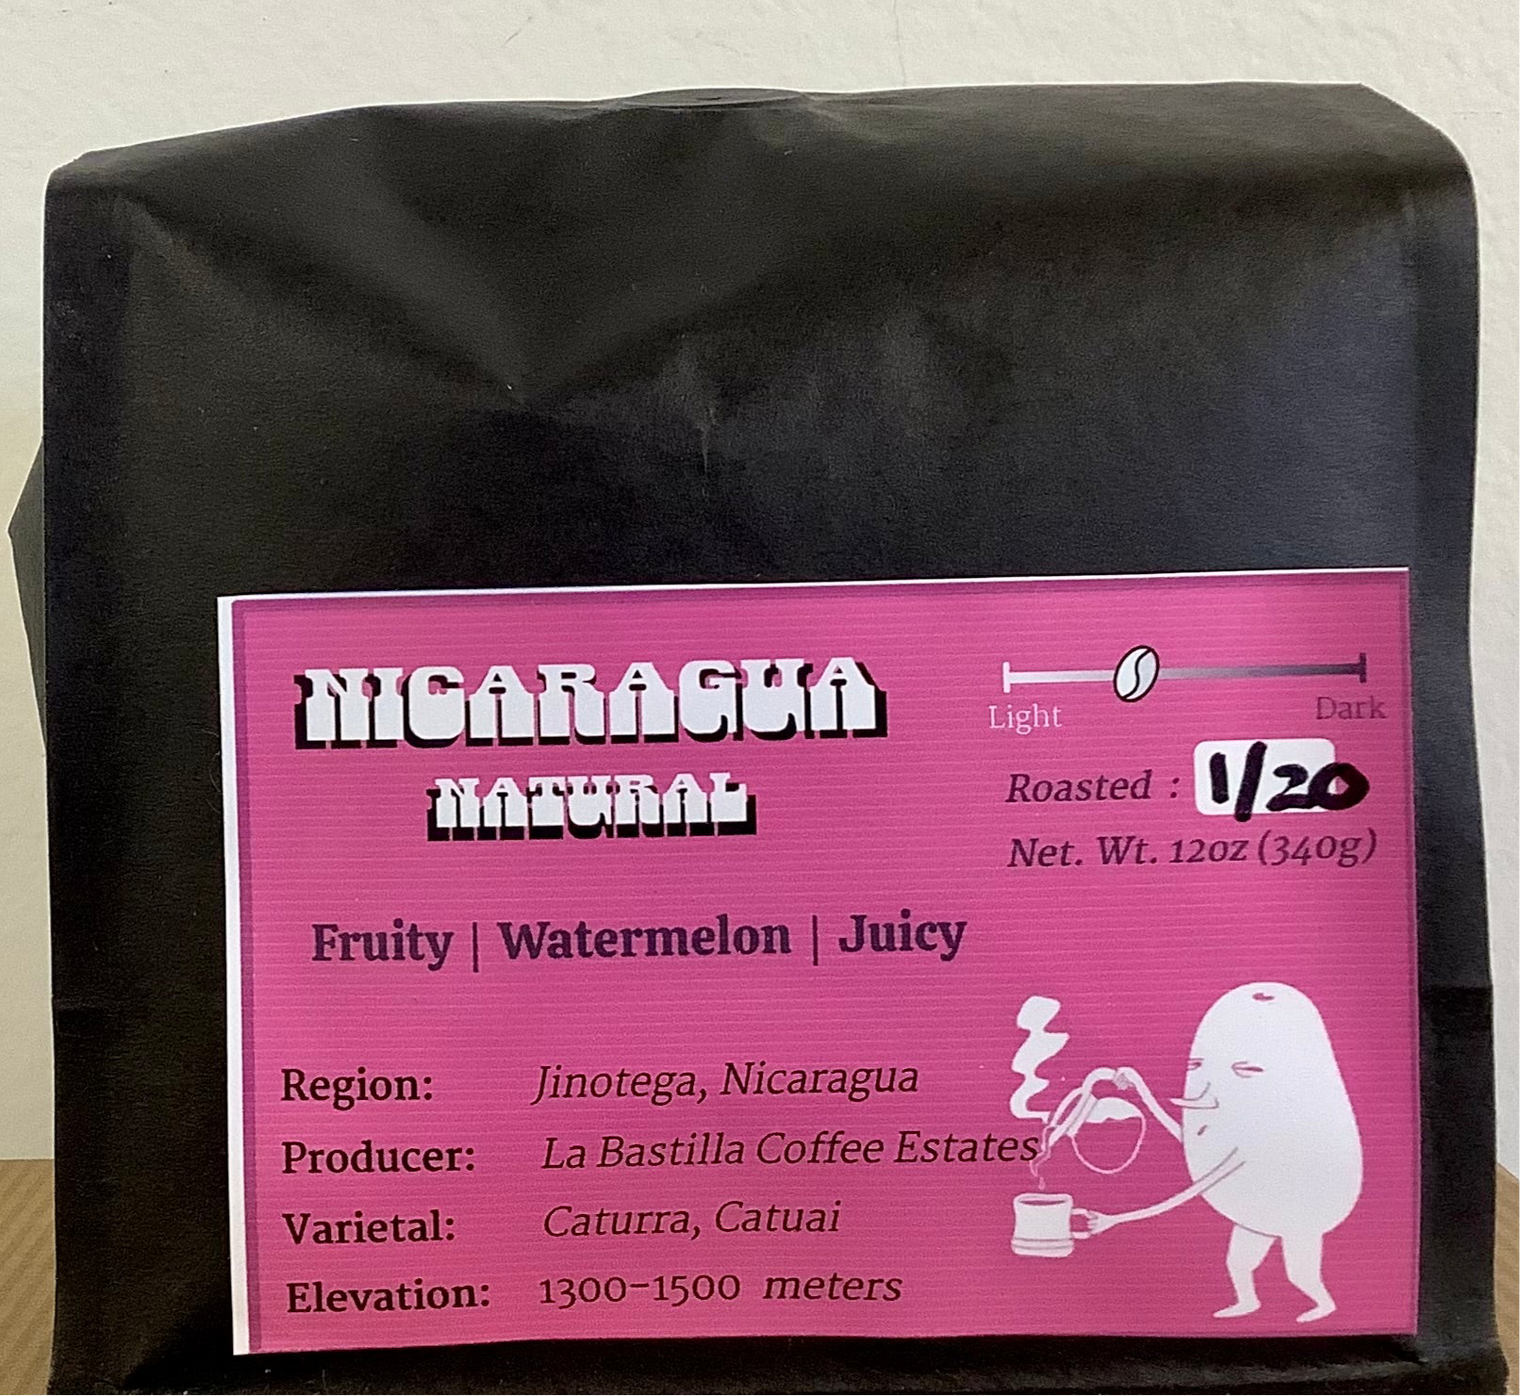 NICARAGUA
NATURAL
Light
Dark
Roasted : 1/20
Net. Wt. 12oz (340g)
Fruity | Watermelon | Juicy
Region: Jinotega, Nicaragua
Producer: La Bastilla Coffee Estates
Varietal: Caturra, Catuai
Elevation: 1300-1500 meters